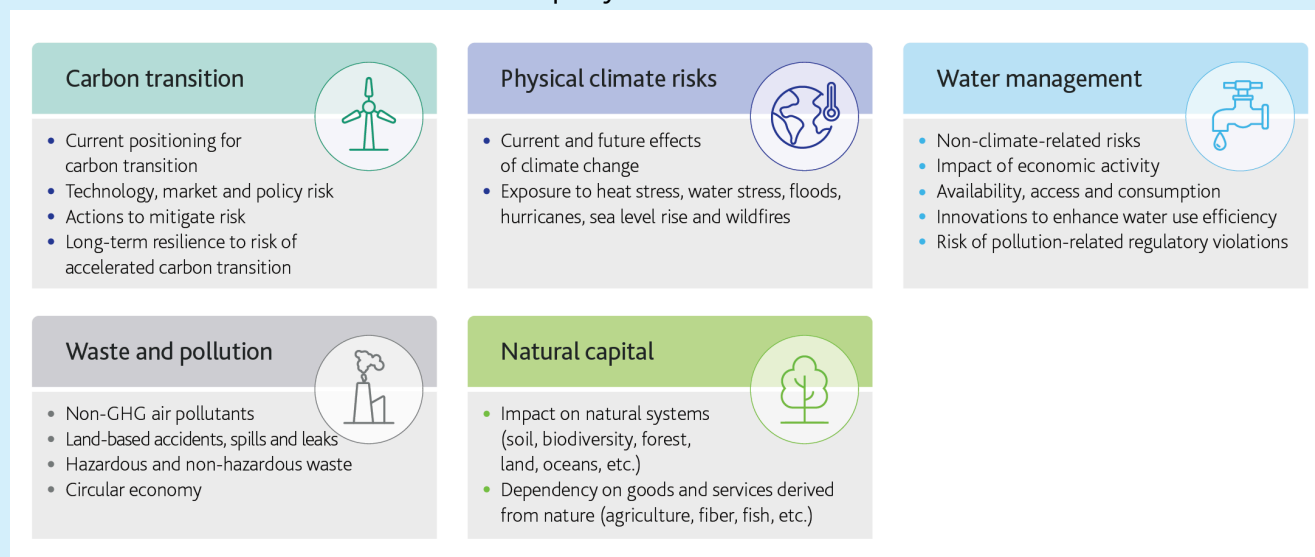 Carbon transition
Current positioning for
carbon transition
Technology, market and policy risk
Actions to mitigate risk
Long-term resilience to risk of
accelerated carbon transition
Physical climate risks
Current and future effects
of climate change
Exposure to heat stress, water stress, floods,
hurricanes, sea level rise and wildfires
Water management
Non-climate-related risks
Impact of economic activity
Availability, access and consumption
Innovations to enhance water use efficiency
Risk of pollution-related regulatory violations
Waste and pollution
Non-GHG air pollutants
Land-based accidents, spills and leaks
Hazardous and non-hazardous waste
Circular economy
Natural capital
Impact on natural systems
(soil, biodiversity, forest,
land, oceans, etc.)
Dependency on goods and services derived
from nature (agriculture, fiber, fish, etc.)